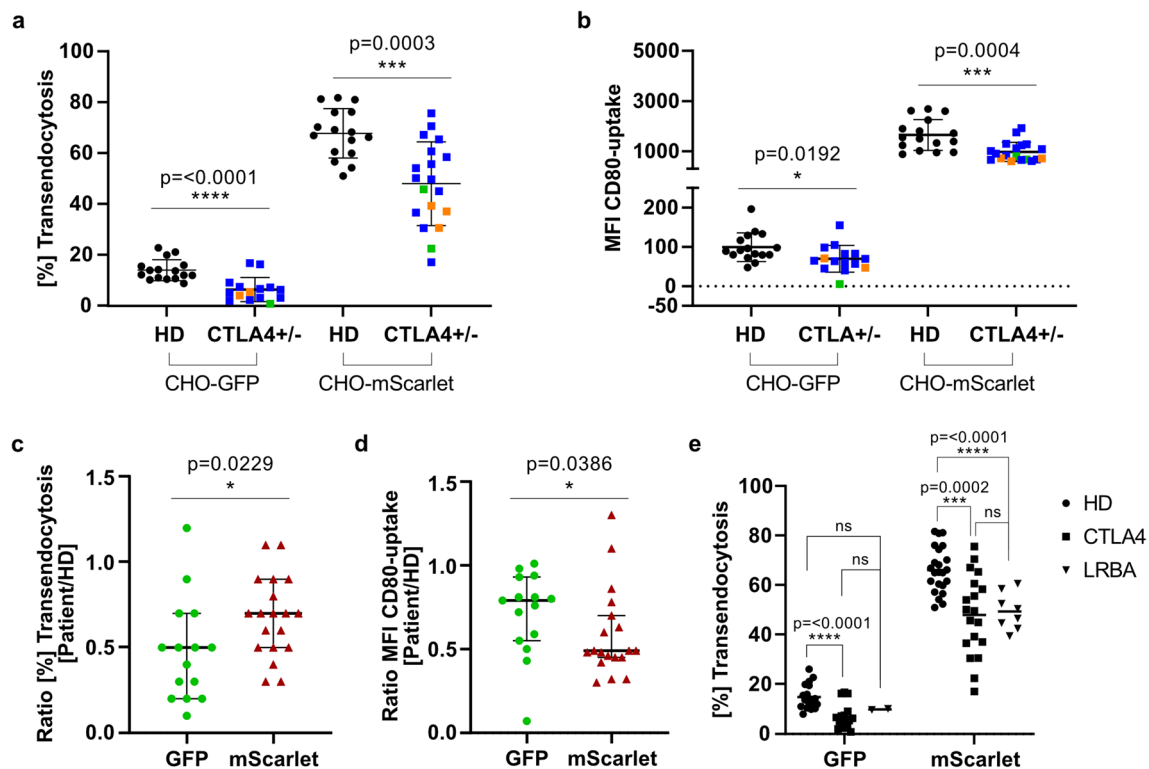 a
[%] Transendocytosis
100
80
60
40
20
0
p=<0.0001
****
p=0.0003
***
HD
CTLA4+/-
HD
CTLA4+/-
CHO-GFP
CHO-mScarlet
b
MFI CD80-uptake
5000
3000
1000
200
100
0
-50
p=0.0192
*
p=0.0004
***
HD
CTLA+/-
HD
CTLA4+/-
CHO-GFP
CHO-mScarlet
c
Ratio [%] Transendocytosis
[Patient/HD]
1.5
1.0
0.5
0.0
p=0.0229
*
GFP
mScarlet
d
Ratio MFI CD80-uptake
[Patient/HD]
1.5
1.0
0.5
0.0
p=0.0386
*
GFP
mScarlet
e
[%] Transendocytosis
100
80
60
40
20
0
p=<0.0001
****
ns
ns
p=<0.0001
****
p=0.0002
***
ns
GFP
mScarlet
HD
CTLA4
LRBA